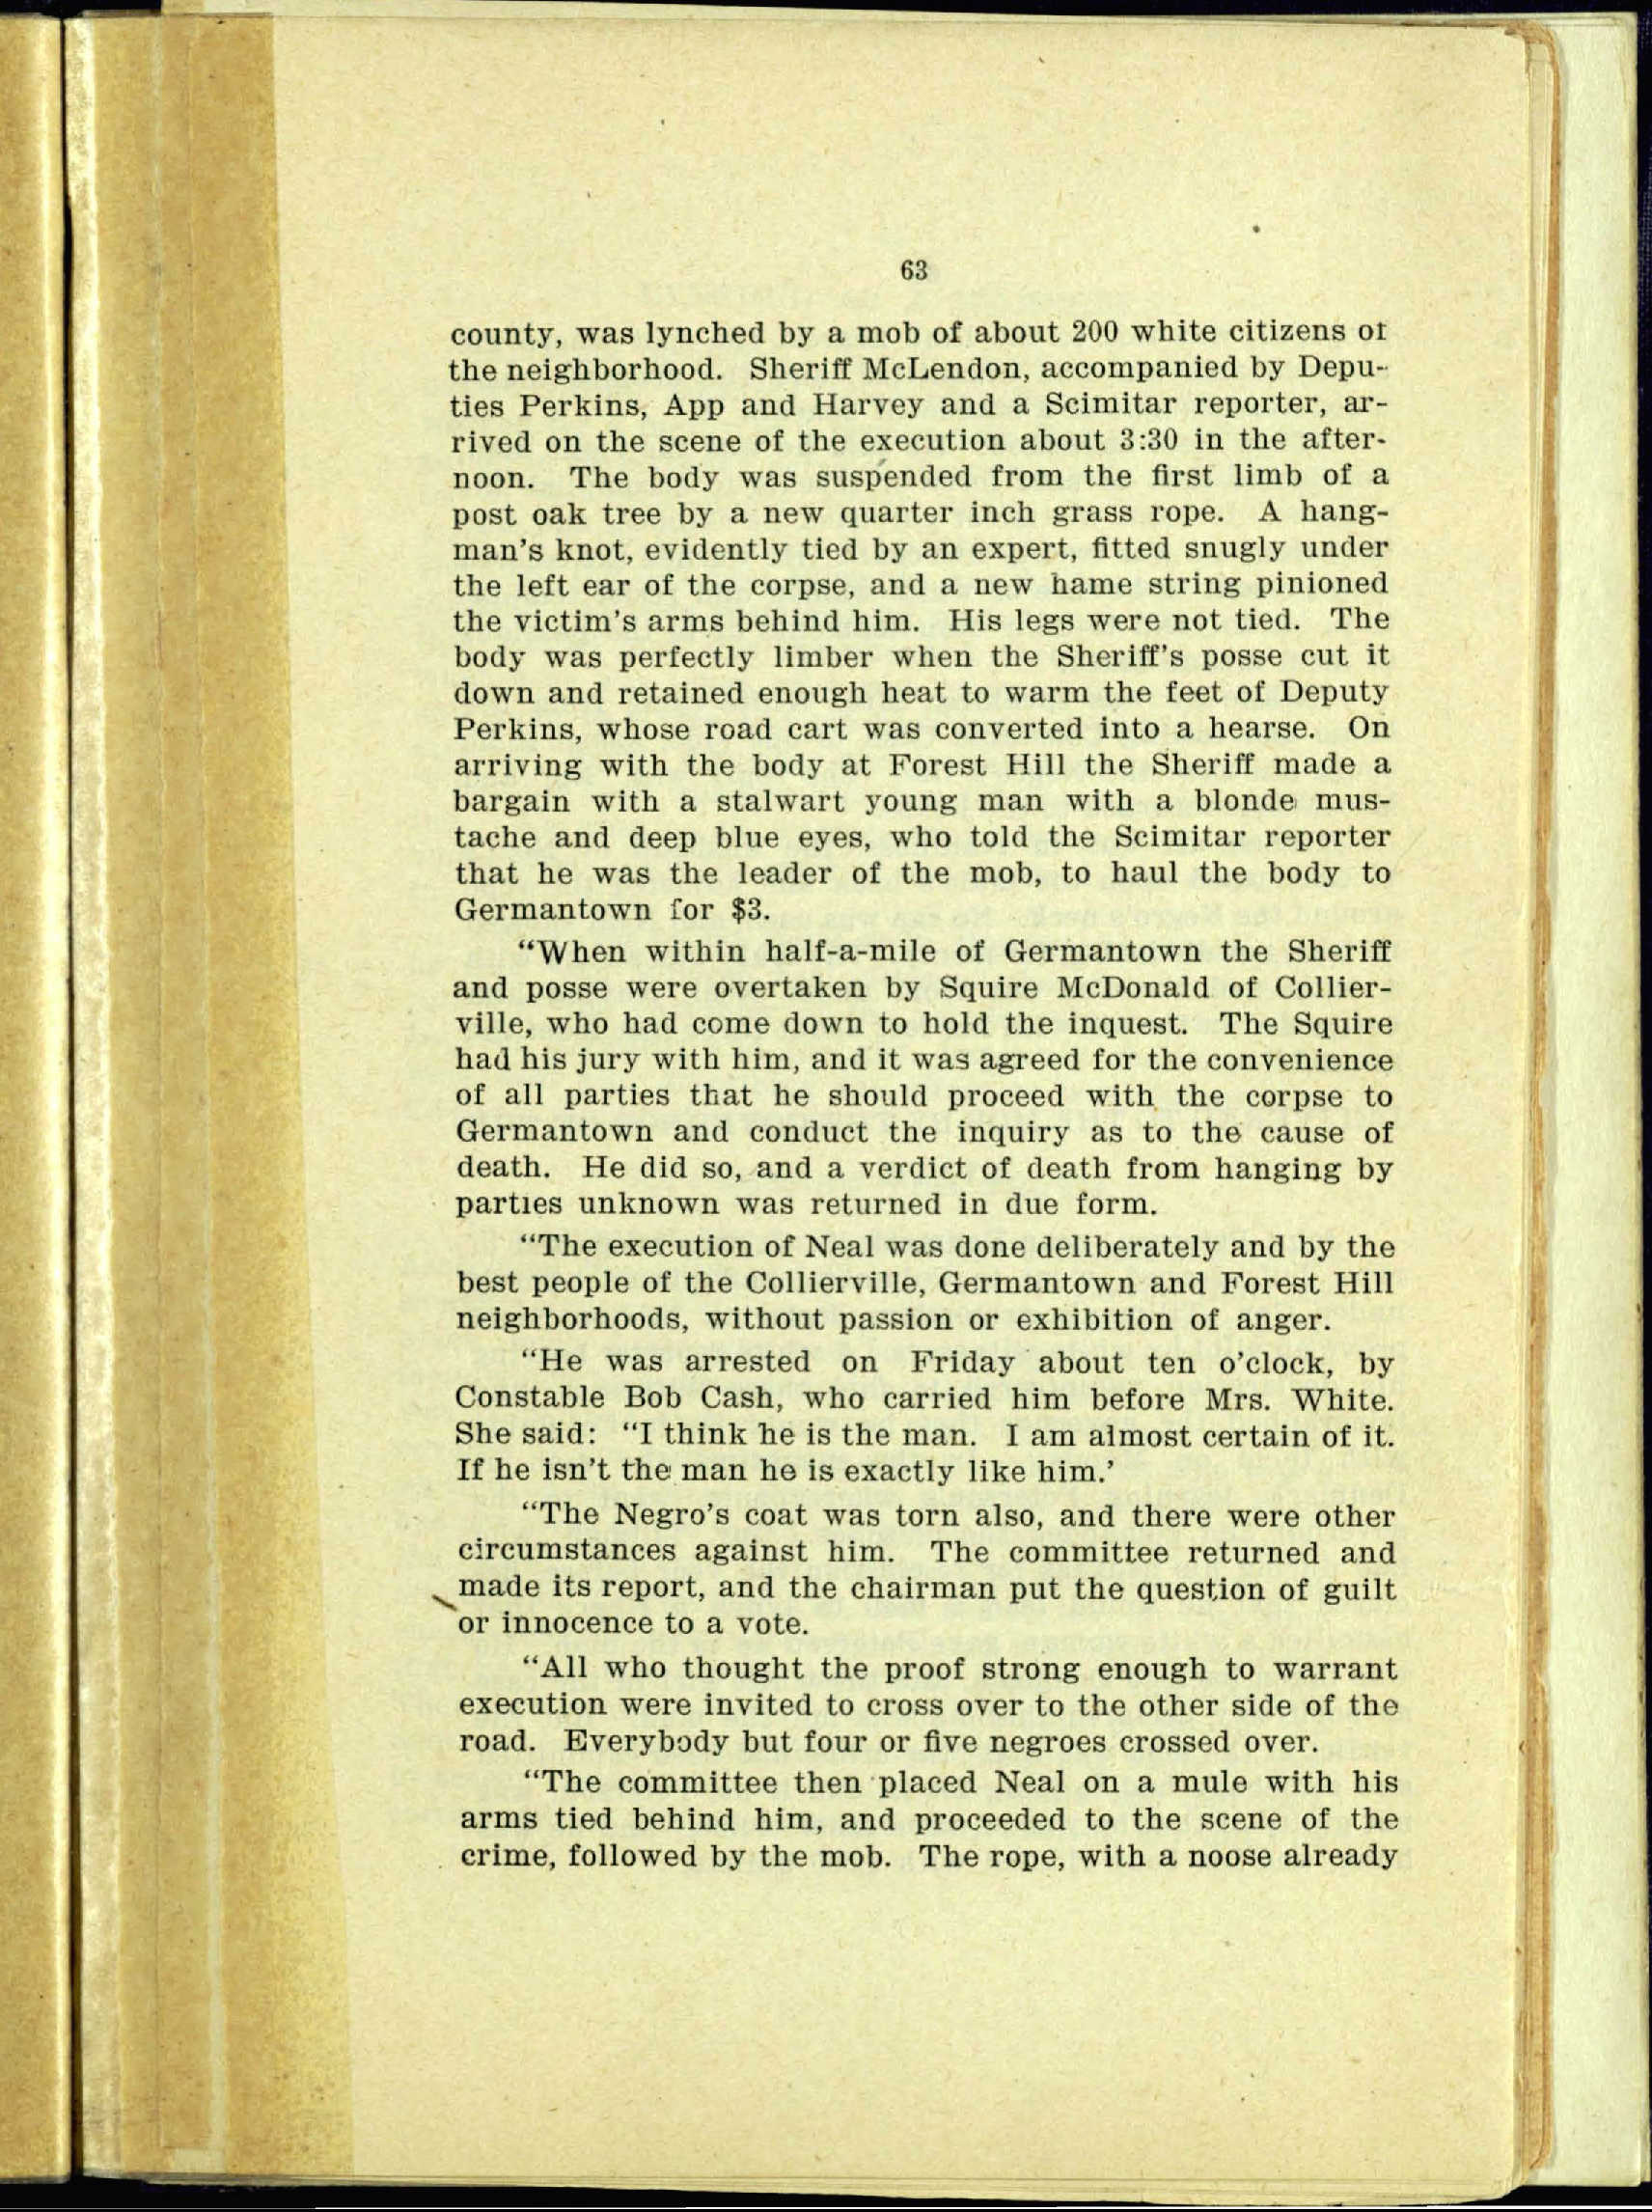 63
county, was lynched by a mob of about 200 white citizens of
the neighborhood. Sheriff McLendon, accompanied by Depu-
ties Perkins, App and Harvey and a Scimitar reporter, ar-
rived on the scene of the execution about 3:30 in the after-
noon. The body was suspended from the first limb of a
post oak tree by a new quarter inch grass rope. A hang-
man's knot, evidently tied by an expert, fitted snugly under
the left ear of the corpse, and a new hame string pinioned
the victim's arms behind him. His legs were not tied. The
body was perfectly limber when the Sheriff's posse cut it
down and retained enough heat to warm the feet of Deputy
Perkins, whose road cart was converted into a hearse. On
arriving with the body at Forest Hill the Sheriff made a
bargain with a stalwart young man with a blonde mus-
tache and deep blue eyes, who told the Scimitar reporter
that he was the leader of the mob, to haul the body to
Germantown for $3.
“When within half-a-mile of Germantown the Sheriff
and posse were overtaken by Squire McDonald of Collier-
ville, who had come down to hold the inquest. The Squire
had his jury with him, and it was agreed for the convenience
of all parties that he should proceed with the corpse to
Germantown and conduct the inquiry as to the cause of
death. He did so, and a verdict of death from hanging by
parties unknown was returned in due form.
“The execution of Neal was done deliberately and by the
best people of the Collierville, Germantown and Forest Hill
neighborhoods, without passion or exhibition of anger.
“He was arrested on Friday about ten o'clock, by
Constable Bob Cash, who carried him before Mrs. White.
She said: “I think he is the man. I am almost certain of it.
If he isn't the man he is exactly like him.’
“The Negro's coat was torn also, and there were other
circumstances against him. The committee returned and
made its report, and the chairman put the question of guilt
or innocence to a vote.
“All who thought the proof strong enough to warrant
execution were invited to cross over to the other side of the
road. Everybody but four or five negroes crossed over.
“The committee then placed Neal on a mule with his
arms tied behind him, and proceeded to the scene of the
crime, followed by the mob. The rope, with a noose already